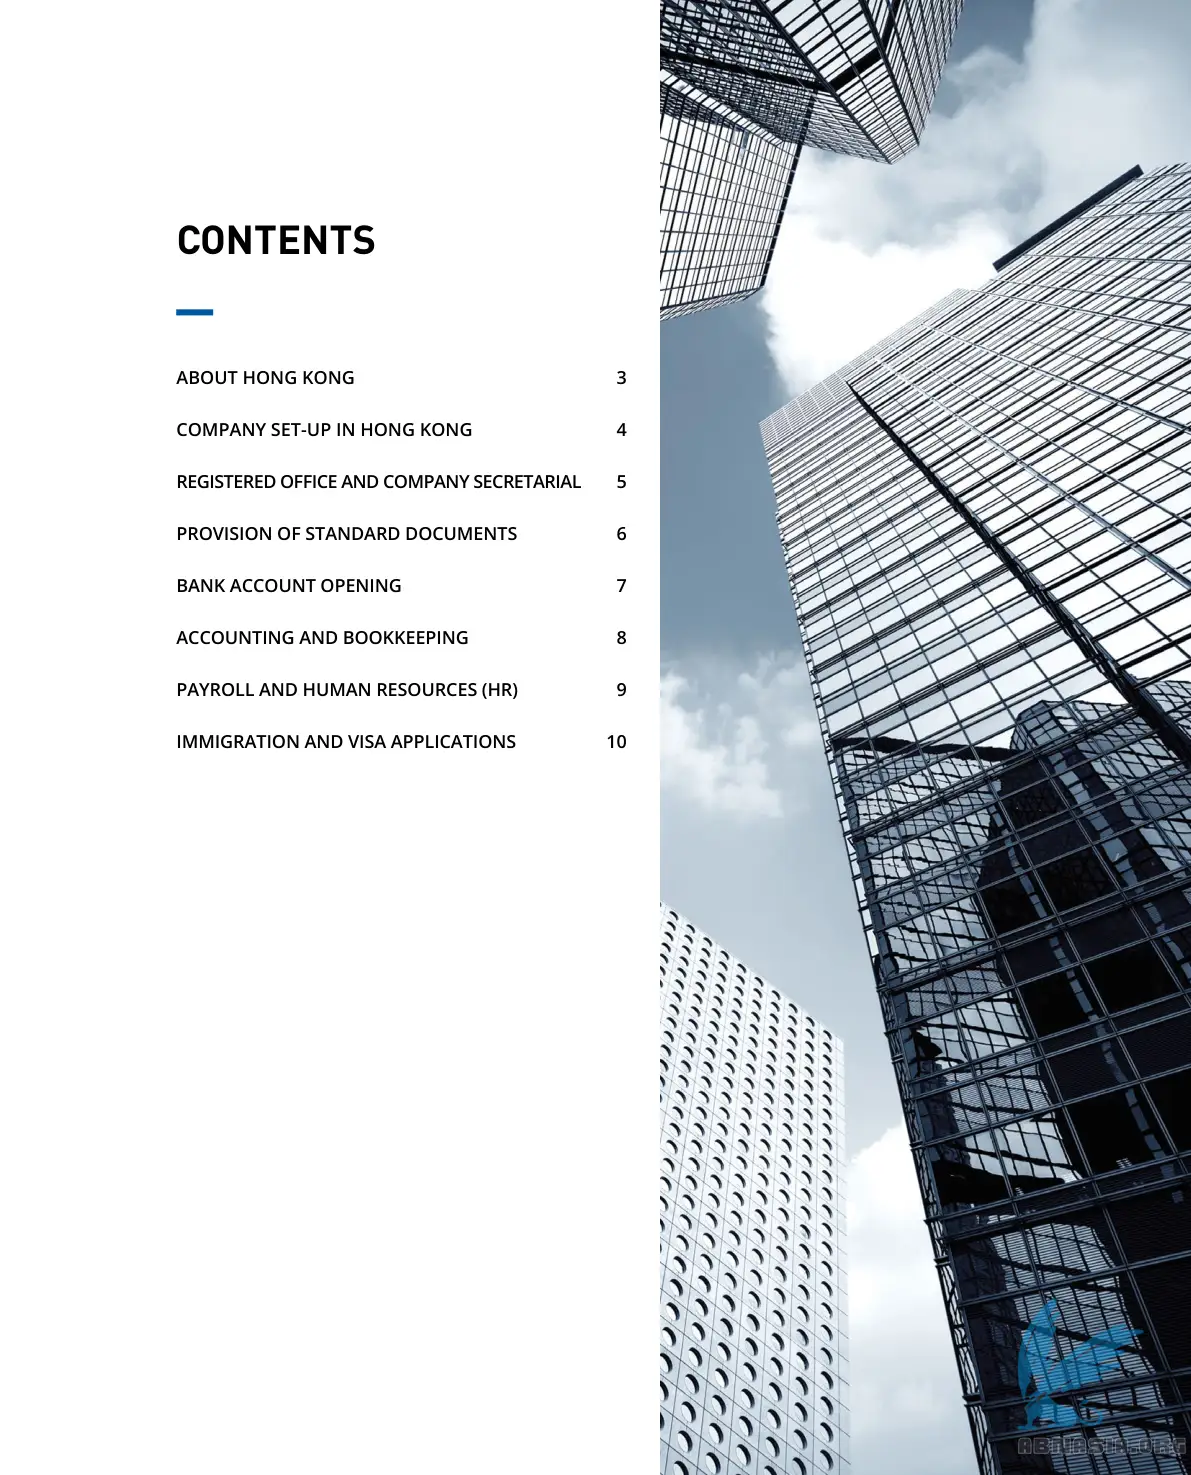 CONTENTS
ABOUT HONG KONG 3
COMPANY SET-UP IN HONG KONG 4
REGISTERED OFFICE AND COMPANY SECRETARIAL 5
PROVISION OF STANDARD DOCUMENTS 6
BANK ACCOUNT OPENING 7
ACCOUNTING AND BOOKKEEPING 8
PAYROLL AND HUMAN RESOURCES (HR) 9
IMMIGRATION AND VISA APPLICATIONS 10
ABNASIA.ORG